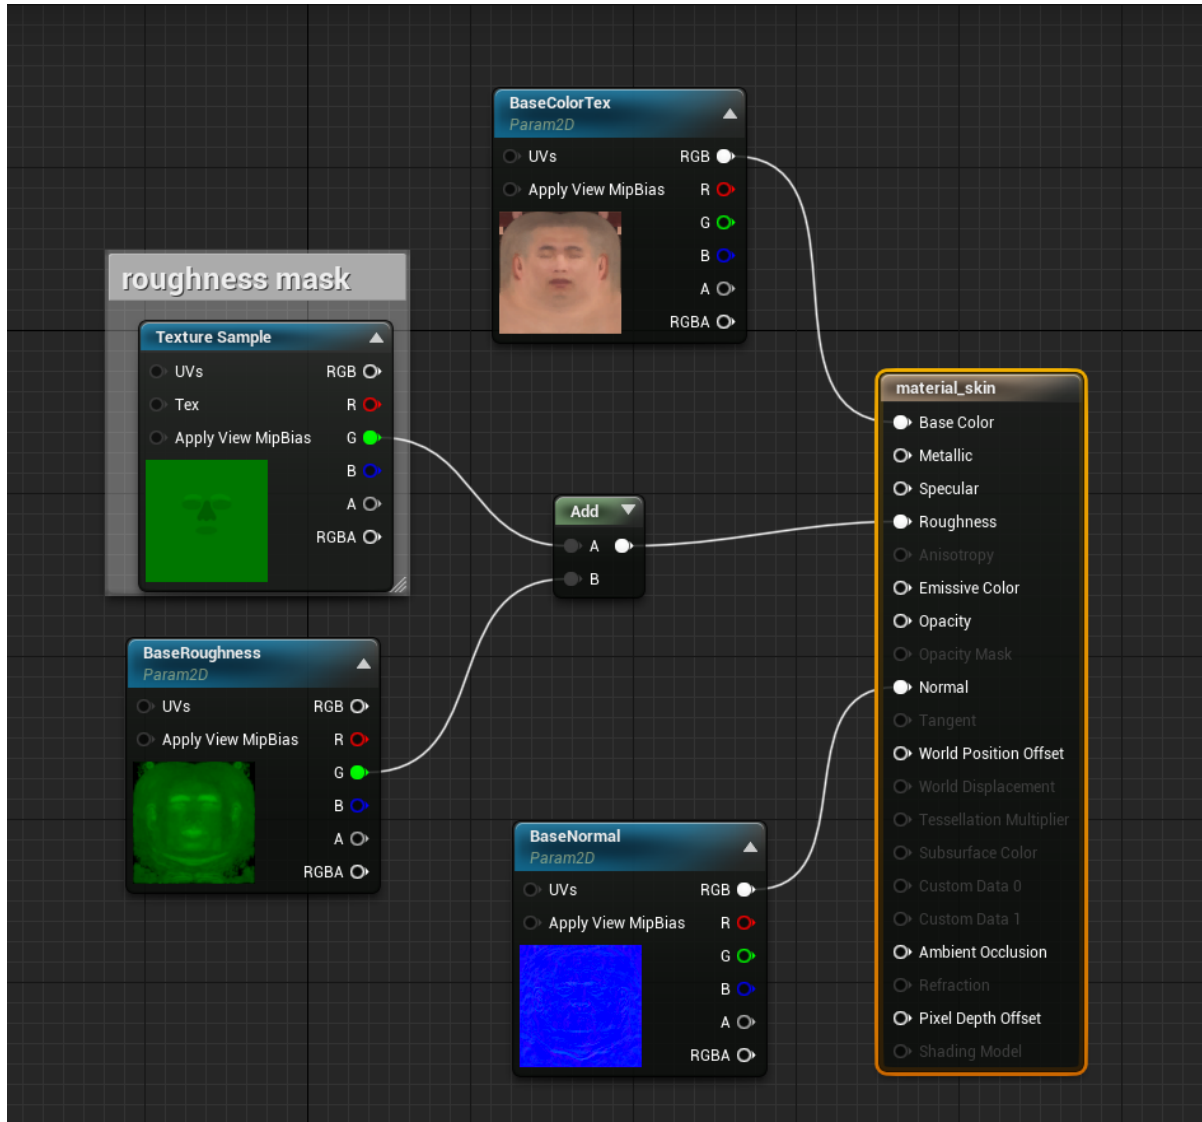 BaseColorTex
Param2D
UVs RGB
Apply View MipBias R
G
B
A
RGBA
roughness mask
Texture Sample
UVs RGB
Tex R
Apply View MipBias G
B
A
RGBA
Add
A
B
BaseRoughness
Param2D
UVs RGB
Apply View MipBias R
G
B
A
RGBA
BaseNormal
Param2D
UVs RGB
Apply View MipBias R
G
B
A
RGBA
material_skin
Base Color
Metallic
Specular
Roughness
Anisotropy
Emissive Color
Opacity
Opacity Mask
Normal
Tangent
World Position Offset
World Displacement
Tessellation Multiplier
Subsurface Color
Custom Data 0
Custom Data 1
Ambient Occlusion
Refraction
Pixel Depth Offset
Shading Model